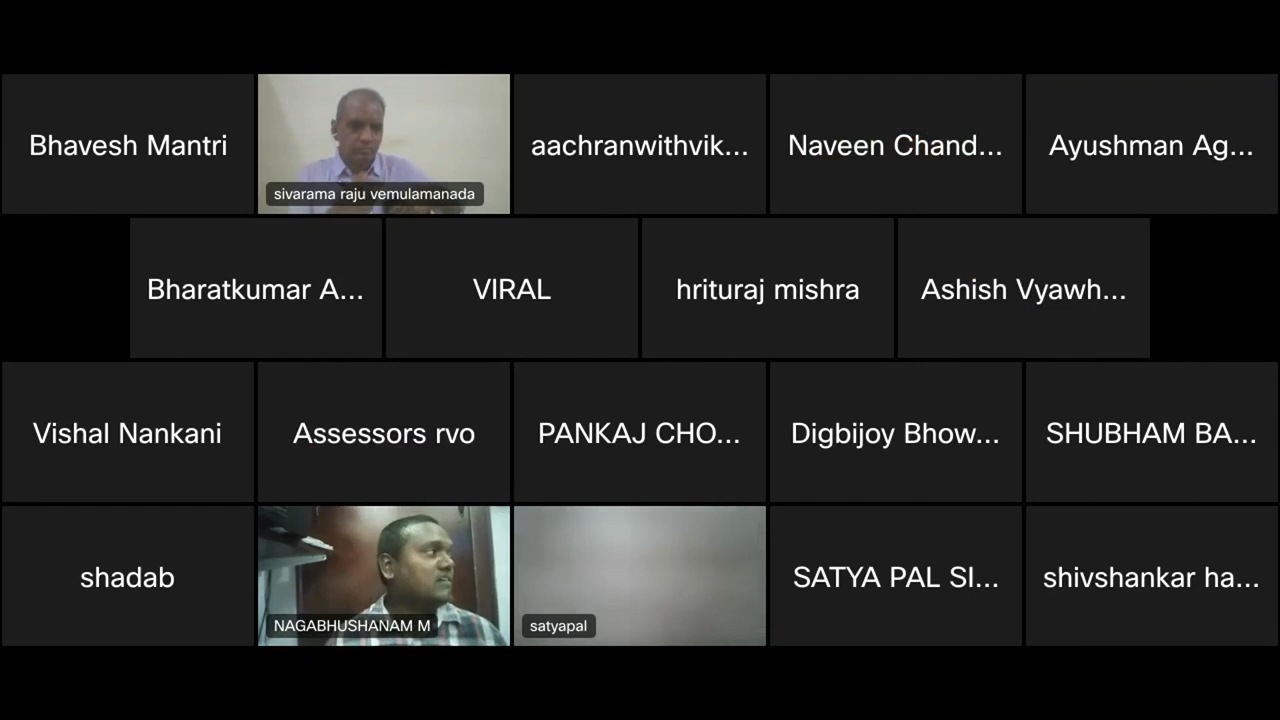 Bhavesh Mantri
sivarama raju vemulamanada
aachranwithvik...
Naveen Chand...
Ayushman Ag...
Bharatkumar A...
VIRAL
hrituraj mishra
Ashish Vyawh...
Vishal Nankani
Assessors rvo
PANKAJ CHO...
Digbijoy Bhow...
SHUBHAM BA...
shadab
NAGABHUSHANAM M
satyapal
SATYA PAL SI...
shivshankar ha...